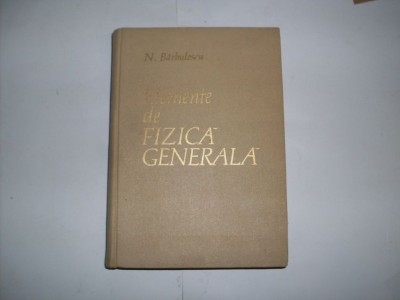 N. Bărbulescu
Elemente
de
FIZICĂ
GENERALĂ